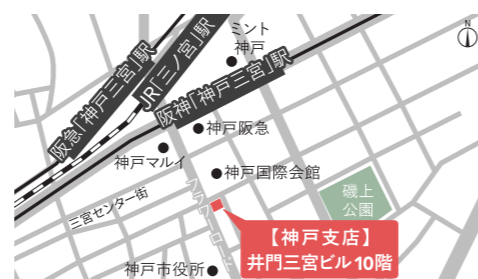 ミント
神戸
阪急「神戸三宮」駅
JR「三ノ宮」駅
阪神「神戸三宮」駅
神戸阪急
神戸マルイ
神戸国際会館
三宮センター街
フラワーロード
磯上
公園
【神戸支店】
井門三宮ビル10階
神戸市役所